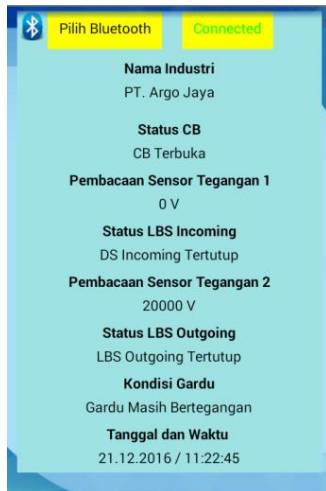 Pilih Bluetooth Connected
Nama Industri
PT. Argo Jaya
Status CB
CB Terbuka
Pembacaan Sensor Tegangan 1
0 V
Status LBS Incoming
DS Incoming Tertutup
Pembacaan Sensor Tegangan 2
20000 V
Status LBS Outgoing
LBS Outgoing Tertutup
Kondisi Gardu
Gardu Masih Bertegangan
Tanggal dan Waktu
21.12.2016 / 11:22:45